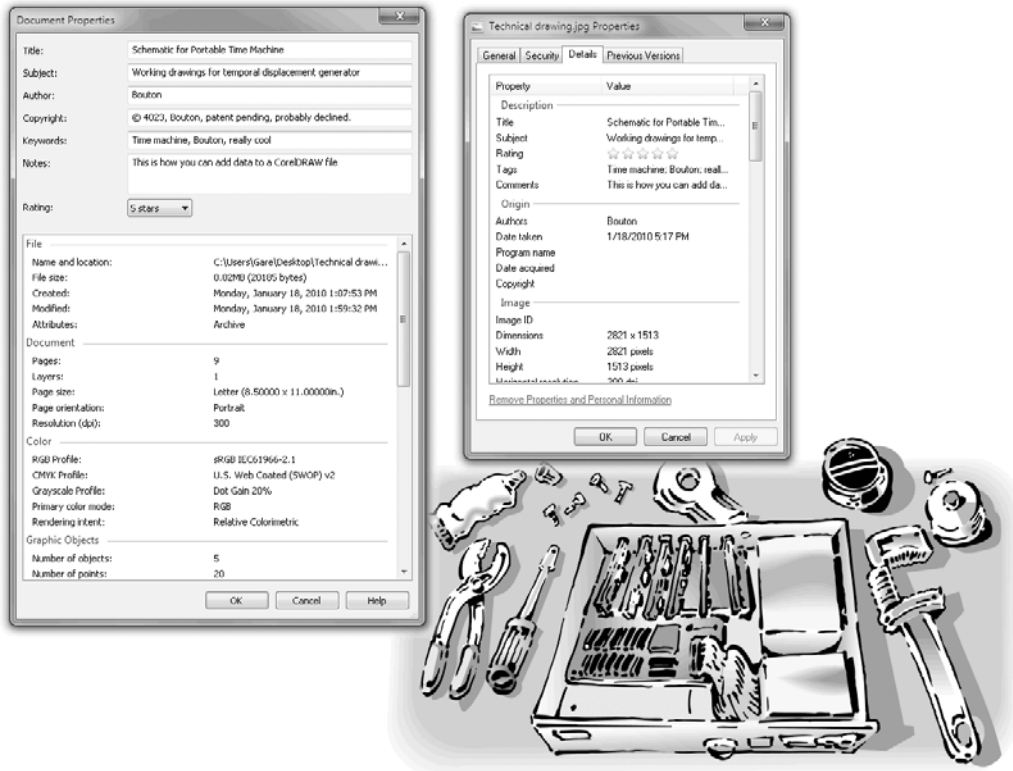 Document Properties
Title: Schematic for Portable Time Machine
Subject: Working drawings for temporal displacement generator
Author: Bouton
Copyright: © 4023, Bouton, patent pending, probably declined.
Keywords: Time machine, Bouton, really cool
Notes: This is how you can add data to a CorelDRAW file
Rating: 5 stars
File
Name and location: C:\Users\Gare\Desktop\Technical drawi...
File size: 0.02MB (20185 bytes)
Created: Monday, January 18, 2010 1:07:53 PM
Modified: Monday, January 18, 2010 1:59:32 PM
Attributes: Archive
Document
Pages: 9
Layers: 1
Page size: Letter (8.50000 x 11.00000in.)
Page orientation: Portrait
Resolution (dpi): 300
Color
RGB Profile: sRGB IEC61966-2.1
CMYK Profile: U.S. Web Coated (SWOP) v2
Grayscale Profile: Dot Gain 20%
Primary color mode: RGB
Rendering intent: Relative Colorimetric
Graphic Objects
Number of objects: 5
Number of points: 20
OK Cancel Help
Technical drawing.jpg Properties
General Security Details Previous Versions
Property Value
Description
Title Schematic for Portable Tim...
Subject Working drawings for temp...
Rating
Tags Time machine; Bouton; reall...
Comments This is how you can add da...
Origin
Authors Bouton
Date taken 1/18/2010 5:17 PM
Program name
Date acquired
Copyright
Image
Image ID
Dimensions 2821 x 1513
Width 2821 pixels
Height 1513 pixels
Horizontal resolution 300 dpi
Remove Properties and Personal Information
OK Cancel Apply